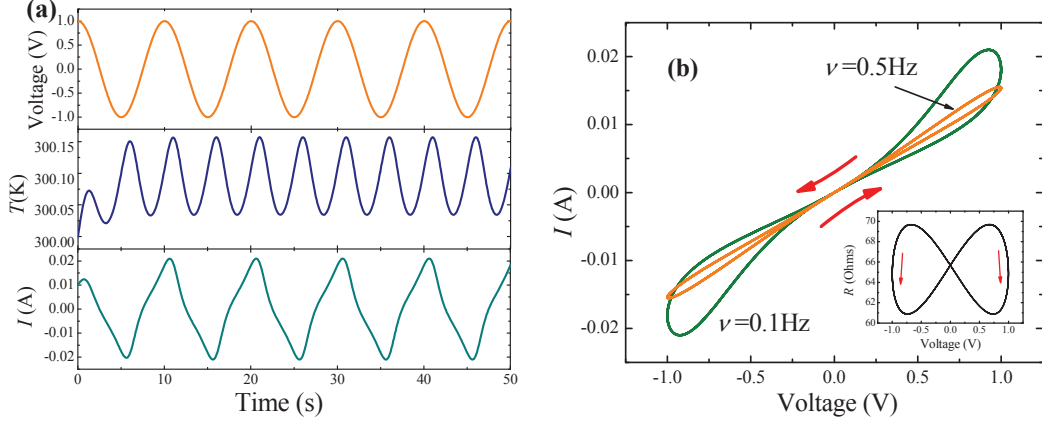 (a)
Voltage (V)
1.0
0.5
0.0
-0.5
-1.0
T(K)
300.15
300.10
300.05
300.00
I (A)
0.02
0.01
0.00
-0.01
-0.02
0 10 20 30 40 50
Time (s)
(b)
I (A)
0.02
0.01
0.00
-0.01
-0.02
ν=0.5Hz
ν=0.1Hz
R (Ohms)
70
68
66
64
62
60
-1.0 -0.5 0.0 0.5 1.0
Voltage (V)
-1.0 -0.5 0.0 0.5 1.0
Voltage (V)